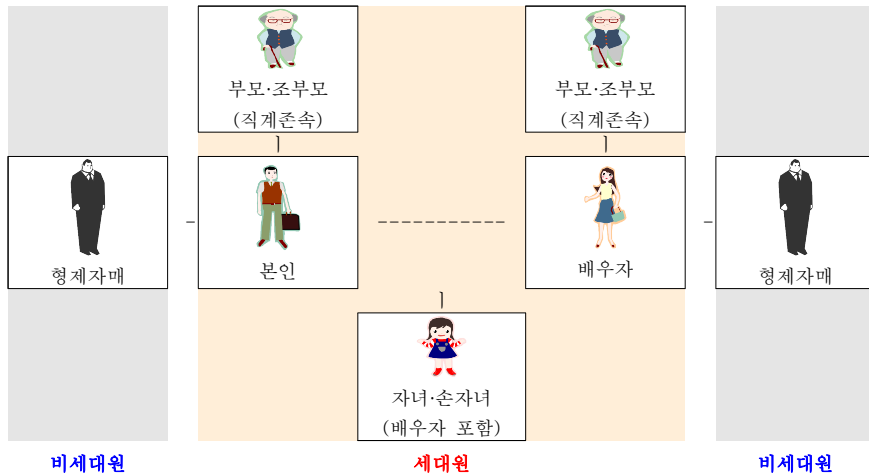 부모·조부모
(직계존속)
부모·조부모
(직계존속)
형제자매
본인
배우자
형제자매
자녀·손자녀
(배우자 포함)
비세대원
세대원
비세대원